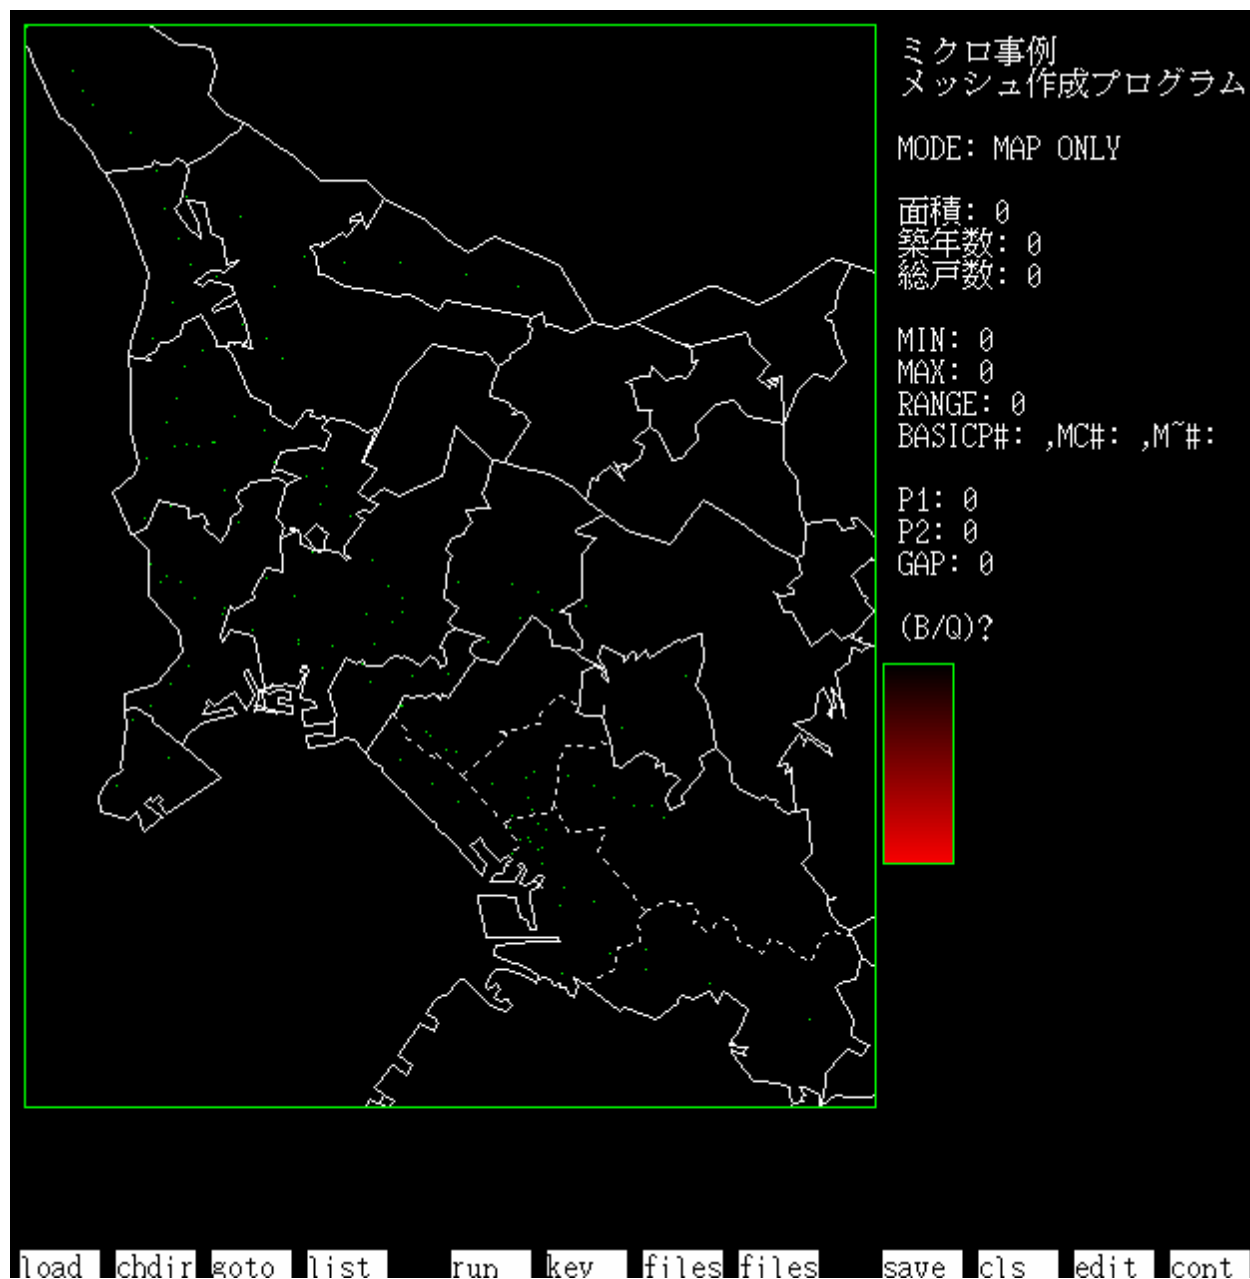 ミクロ事例
メッシュ作成プログラム
MODE: MAP ONLY
面積: 0
築年数: 0
総戸数: 0
MIN: 0
MAX: 0
RANGE: 0
BASICP#: ,MC#: ,M~#:
P1: 0
P2: 0
GAP: 0
(B/Q)?
load chdir goto list run key files files save cls edit cont